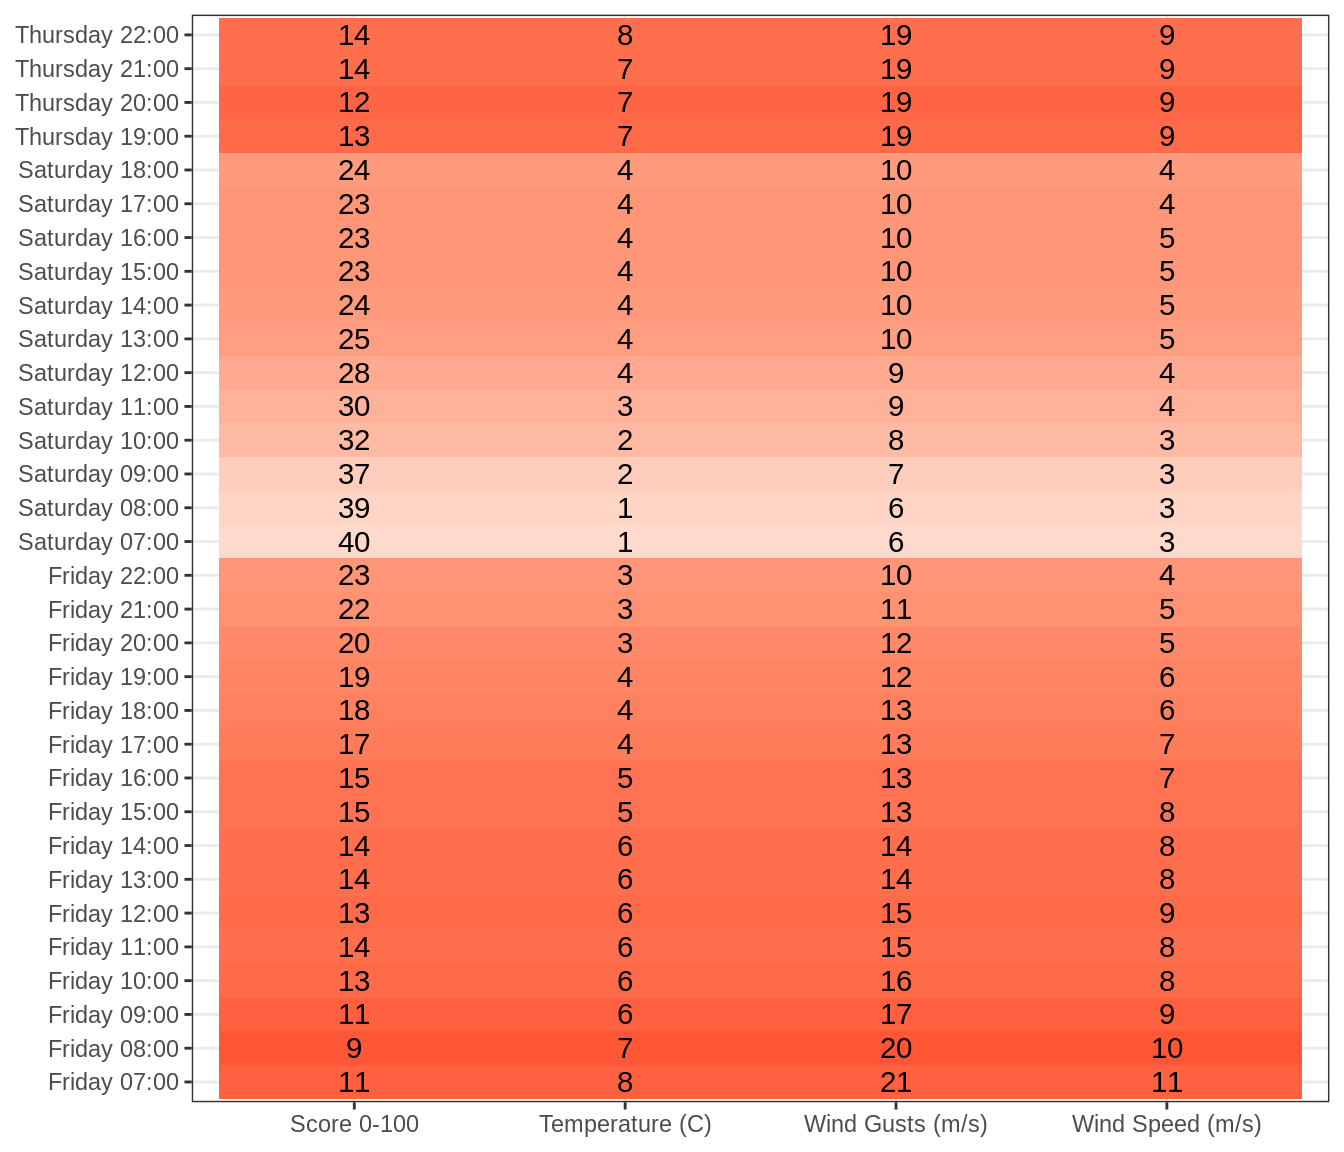 Thursday 22:00 14 8 19 9
Thursday 21:00 14 7 19 9
Thursday 20:00 12 7 19 9
Thursday 19:00 13 7 19 9
Saturday 18:00 24 4 10 4
Saturday 17:00 23 4 10 4
Saturday 16:00 23 4 10 5
Saturday 15:00 23 4 10 5
Saturday 14:00 24 4 10 5
Saturday 13:00 25 4 10 5
Saturday 12:00 28 4 9 4
Saturday 11:00 30 3 9 4
Saturday 10:00 32 2 8 3
Saturday 09:00 37 2 7 3
Saturday 08:00 39 1 6 3
Saturday 07:00 40 1 6 3
Friday 22:00 23 3 10 4
Friday 21:00 22 3 11 5
Friday 20:00 20 3 12 5
Friday 19:00 19 4 12 6
Friday 18:00 18 4 13 6
Friday 17:00 17 4 13 7
Friday 16:00 15 5 13 7
Friday 15:00 15 5 13 8
Friday 14:00 14 6 14 8
Friday 13:00 14 6 14 8
Friday 12:00 13 6 15 9
Friday 11:00 14 6 15 8
Friday 10:00 13 6 16 8
Friday 09:00 11 6 17 9
Friday 08:00 9 7 20 10
Friday 07:00 11 8 21 11
Score 0-100 Temperature (C) Wind Gusts (m/s) Wind Speed (m/s)